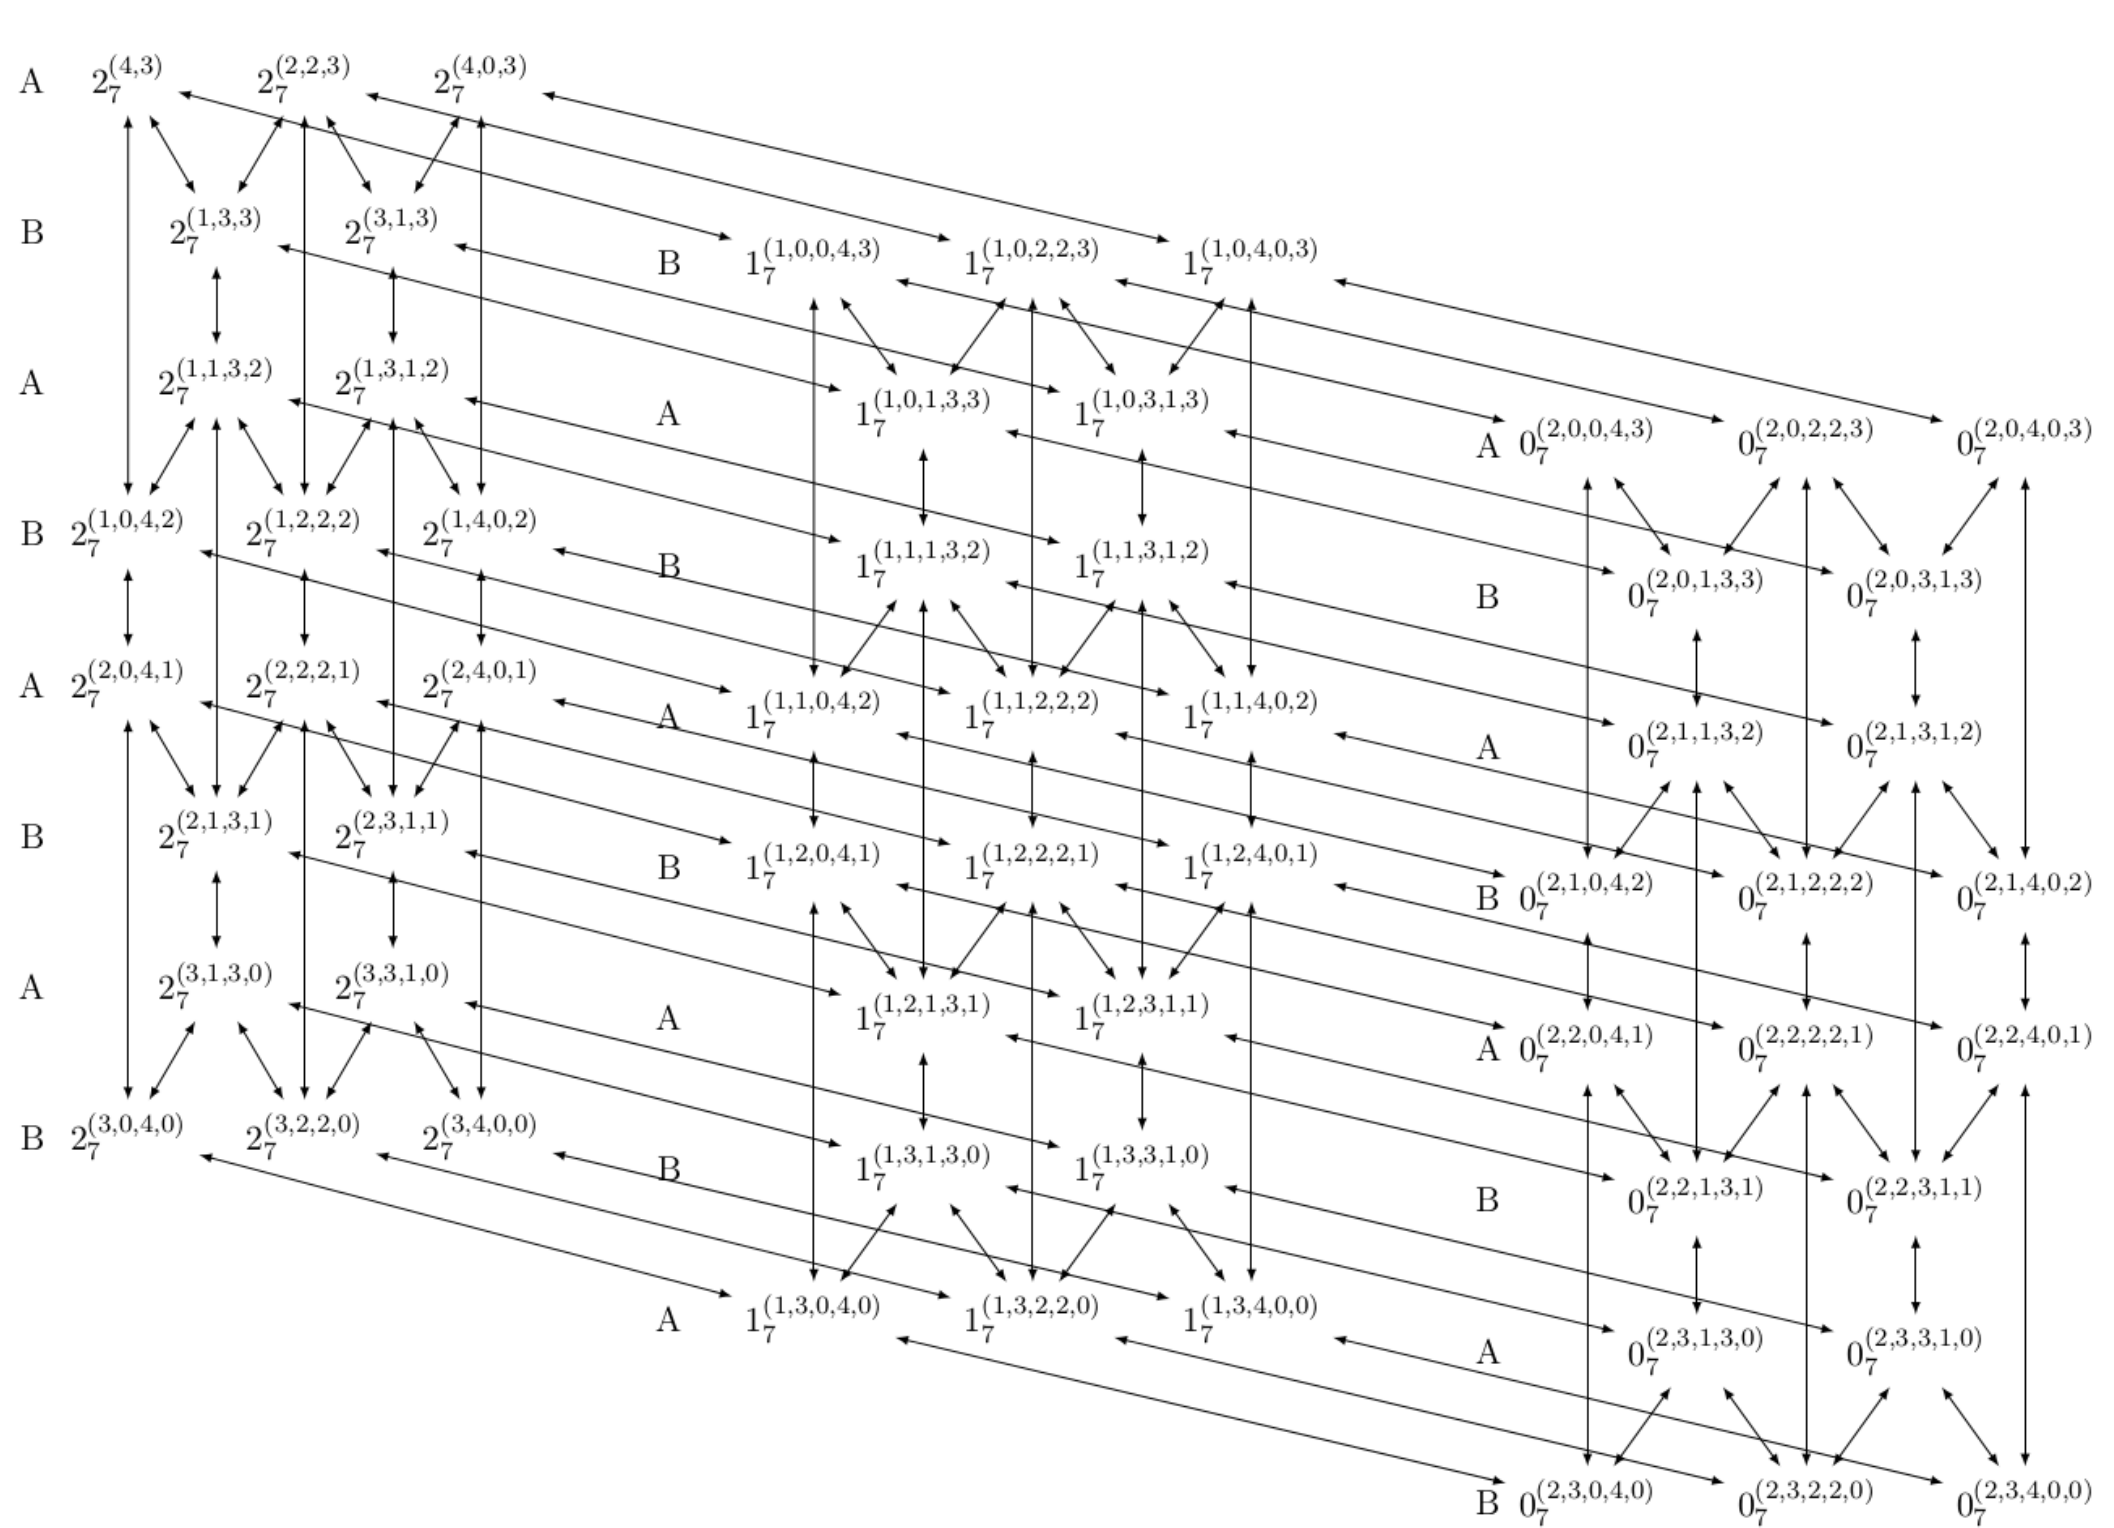 A 2_7^{(4,3)} 2_7^{(2,2,3)} 2_7^{(4,0,3)}
B 2_7^{(1,3,3)} 2_7^{(3,1,3)}
B 1_7^{(1,0,0,4,3)} 1_7^{(1,0,2,2,3)} 1_7^{(1,0,4,0,3)}
A 2_7^{(1,1,3,2)} 2_7^{(1,3,1,2)}
A 1_7^{(1,0,1,3,3)} 1_7^{(1,0,3,1,3)}
A 0_7^{(2,0,0,4,3)} 0_7^{(2,0,2,2,3)} 0_7^{(2,0,4,0,3)}
B 2_7^{(1,0,4,2)} 2_7^{(1,2,2,2)} 2_7^{(1,4,0,2)}
B 1_7^{(1,1,1,3,2)} 1_7^{(1,1,3,1,2)}
B 0_7^{(2,0,1,3,3)} 0_7^{(2,0,3,1,3)}
A 2_7^{(2,0,4,1)} 2_7^{(2,2,2,1)} 2_7^{(2,4,0,1)}
A 1_7^{(1,1,0,4,2)} 1_7^{(1,1,2,2,2)} 1_7^{(1,1,4,0,2)}
A 0_7^{(2,1,1,3,2)} 0_7^{(2,1,3,1,2)}
B 2_7^{(2,1,3,1)} 2_7^{(2,3,1,1)}
B 1_7^{(1,2,0,4,1)} 1_7^{(1,2,2,2,1)} 1_7^{(1,2,4,0,1)}
B 0_7^{(2,1,0,4,2)} 0_7^{(2,1,2,2,2)} 0_7^{(2,1,4,0,2)}
A 2_7^{(3,1,3,0)} 2_7^{(3,3,1,0)}
A 1_7^{(1,2,1,3,1)} 1_7^{(1,2,3,1,1)}
A 0_7^{(2,2,0,4,1)} 0_7^{(2,2,2,2,1)} 0_7^{(2,2,4,0,1)}
B 2_7^{(3,0,4,0)} 2_7^{(3,2,2,0)} 2_7^{(3,4,0,0)}
B 1_7^{(1,3,1,3,0)} 1_7^{(1,3,3,1,0)}
B 0_7^{(2,2,1,3,1)} 0_7^{(2,2,3,1,1)}
A 1_7^{(1,3,0,4,0)} 1_7^{(1,3,2,2,0)} 1_7^{(1,3,4,0,0)}
A 0_7^{(2,3,1,3,0)} 0_7^{(2,3,3,1,0)}
B 0_7^{(2,3,0,4,0)} 0_7^{(2,3,2,2,0)} 0_7^{(2,3,4,0,0)}